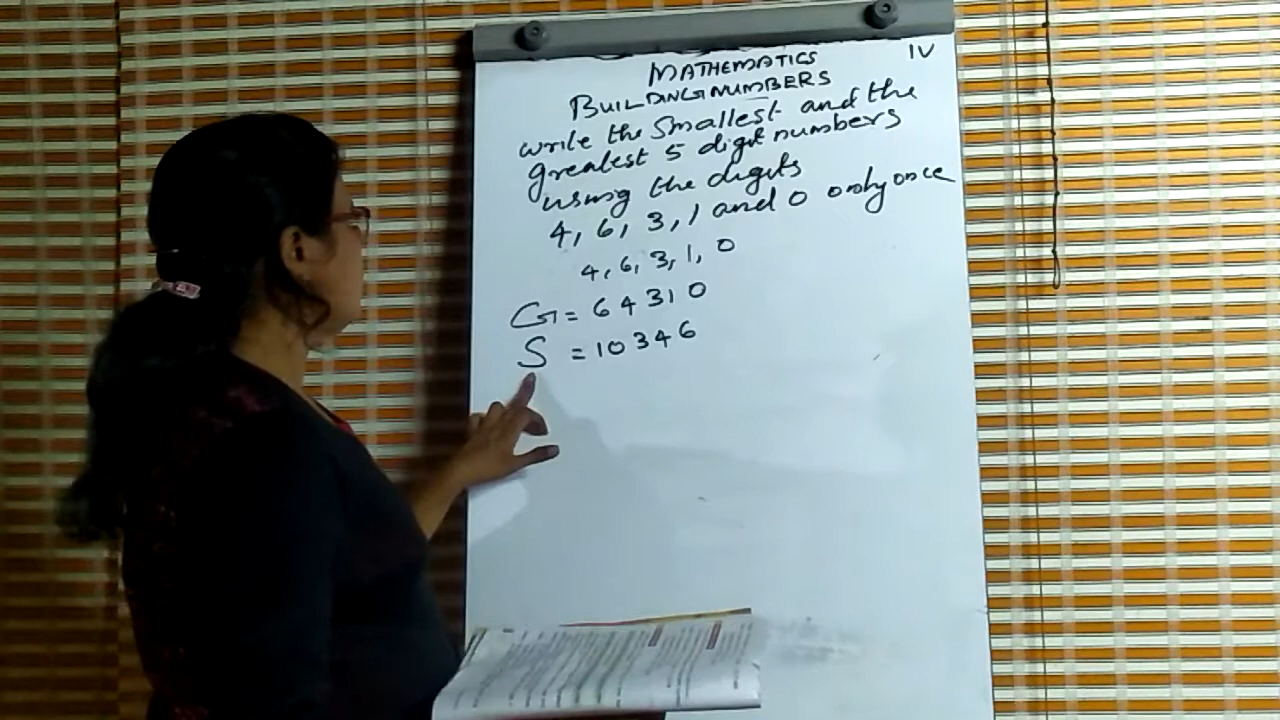 MATHEMATICS IV
BUILDING NUMBERS
write the smallest and the
greatest 5 digit numbers
using the digits
4, 6, 3, 1 and 0 only once
4, 6, 3, 1, 0
G = 64310
S = 10346